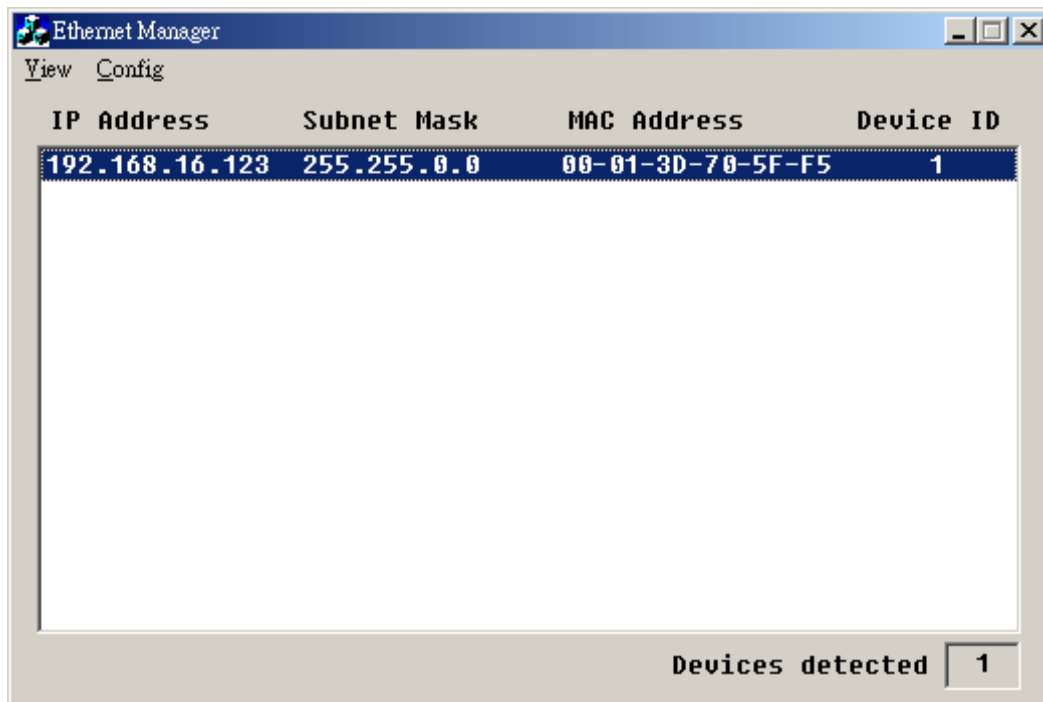 Ethernet Manager
View Config
IP Address Subnet Mask MAC Address Device ID
192.168.16.123 255.255.0.0 00-01-3D-70-5F-F5 1
Devices detected 1